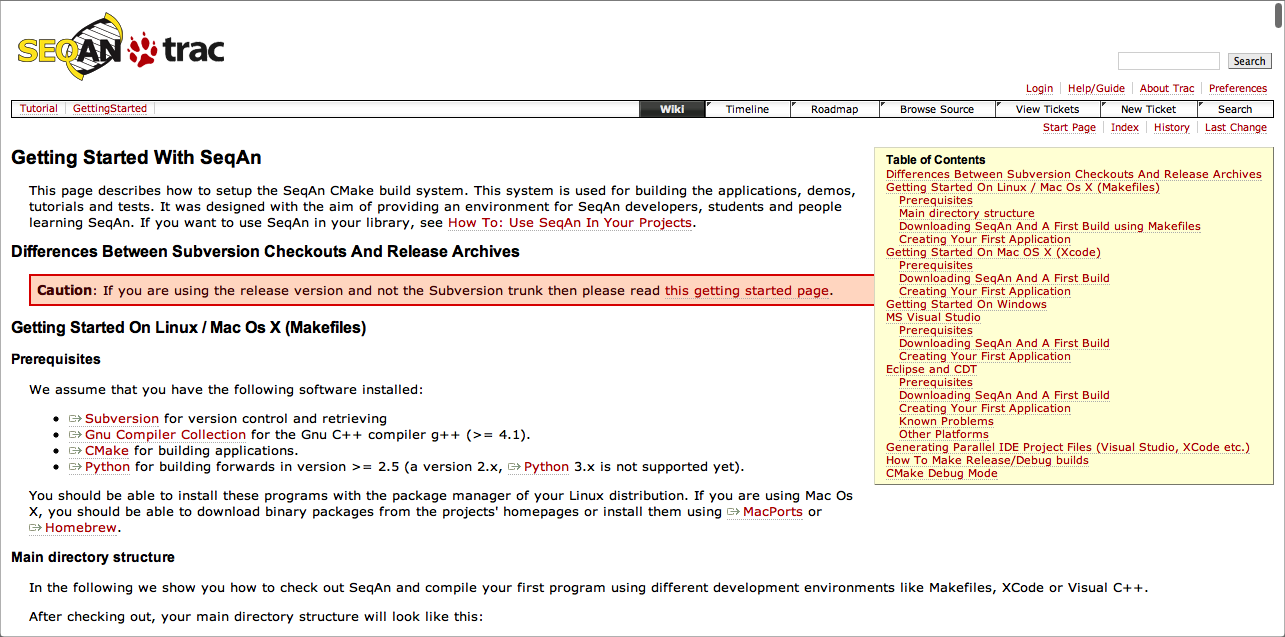 SEQAN trac
Search
Login Help/Guide About Trac Preferences
Tutorial GettingStarted Wiki Timeline Roadmap Browse Source View Tickets New Ticket Search
Start Page Index History Last Change
Getting Started With SeqAn
This page describes how to setup the SeqAn CMake build system. This system is used for building the applications, demos,
tutorials and tests. It was designed with the aim of providing an environment for SeqAn developers, students and people
learning SeqAn. If you want to use SeqAn in your library, see How To: Use SeqAn In Your Projects.
Differences Between Subversion Checkouts And Release Archives
Caution: If you are using the release version and not the Subversion trunk then please read this getting started page.
Getting Started On Linux / Mac Os X (Makefiles)
Prerequisites
We assume that you have the following software installed:
• Subversion for version control and retrieving
• Gnu Compiler Collection for the Gnu C++ compiler g++ (>= 4.1).
• CMake for building applications.
• Python for building forwards in version >= 2.5 (a version 2.x, Python 3.x is not supported yet).
You should be able to install these programs with the package manager of your Linux distribution. If you are using Mac Os
X, you should be able to download binary packages from the projects' homepages or install them using MacPorts or
Homebrew.
Main directory structure
In the following we show you how to check out SeqAn and compile your first program using different development environments like Makefiles, XCode or Visual C++.
After checking out, your main directory structure will look like this:
Table of Contents
Differences Between Subversion Checkouts And Release Archives
Getting Started On Linux / Mac Os X (Makefiles)
Prerequisites
Main directory structure
Downloading SeqAn And A First Build using Makefiles
Creating Your First Application
Getting Started On Mac OS X (Xcode)
Prerequisites
Downloading SeqAn And A First Build
Creating Your First Application
Getting Started On Windows
MS Visual Studio
Prerequisites
Downloading SeqAn And A First Build
Creating Your First Application
Eclipse and CDT
Prerequisites
Downloading SeqAn And A First Build
Creating Your First Application
Known Problems
Other Platforms
Generating Parallel IDE Project Files (Visual Studio, XCode etc.)
How To Make Release/Debug builds
CMake Debug Mode